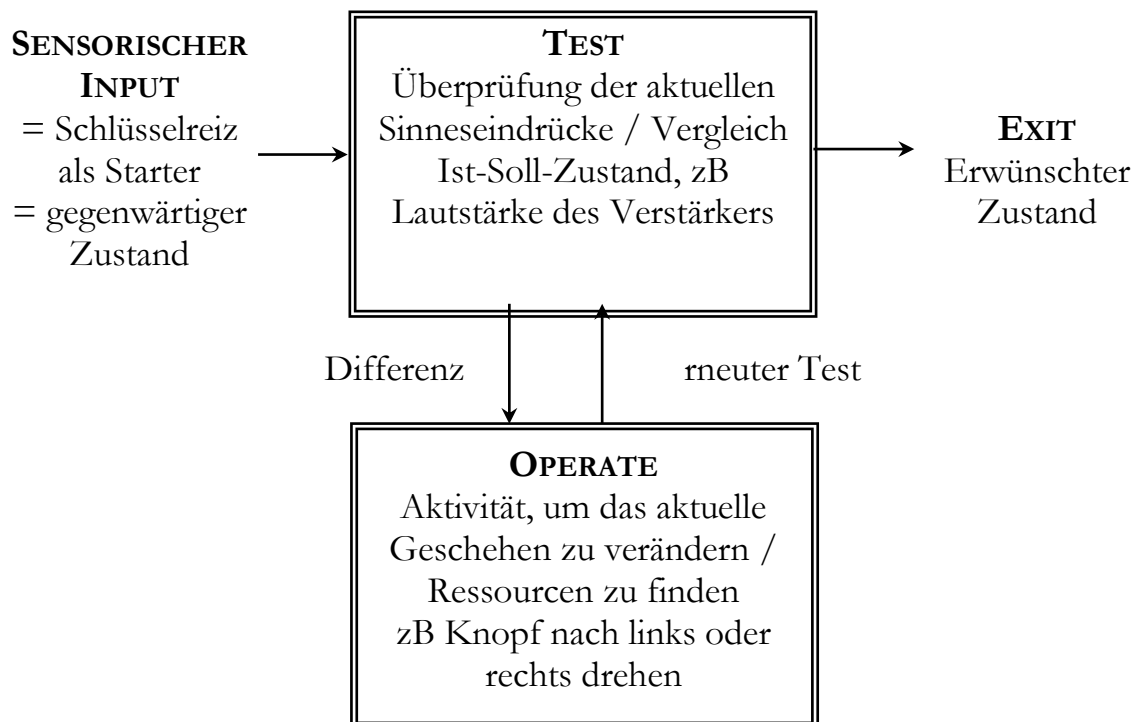 SENSORISCHER
INPUT
= Schlüsselreiz
als Starter
= gegenwärtiger
Zustand
TEST
Überprüfung der aktuellen
Sinneseindrücke / Vergleich
Ist-Soll-Zustand, zB
Lautstärke des Verstärkers
EXIT
Erwünschter
Zustand
Differenz
rneuter Test
OPERATE
Aktivität, um das aktuelle
Geschehen zu verändern /
Ressourcen zu finden
zB Knopf nach links oder
rechts drehen